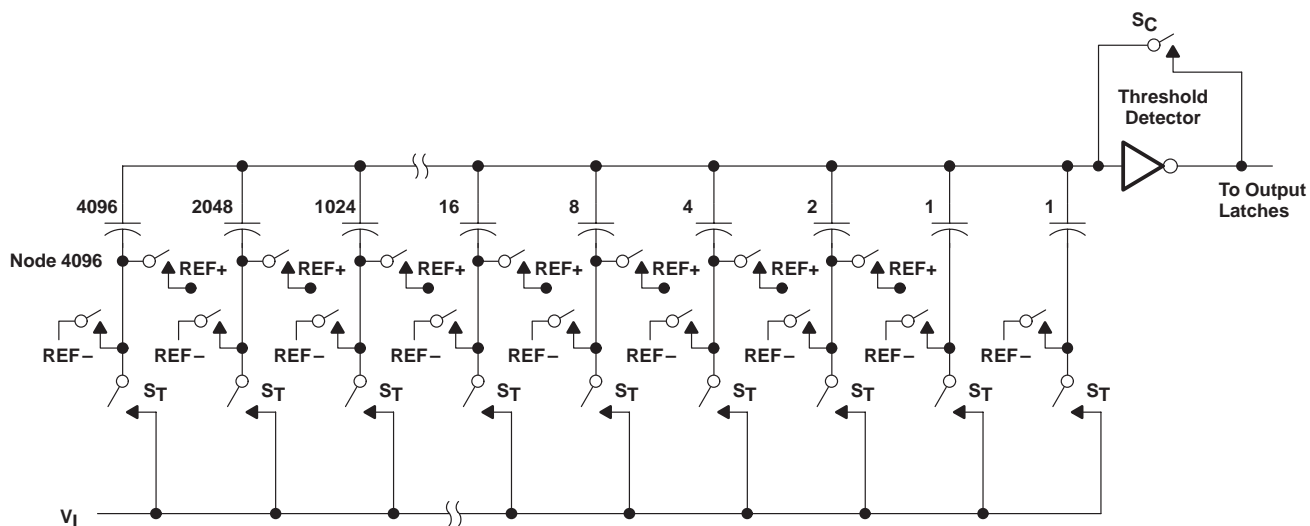 SC
Threshold
Detector
To Output
Latches
4096
2048
1024
16
8
4
2
1
1
Node 4096
REF+
REF+
REF+
REF+
REF+
REF+
REF+
REF−
REF−
REF−
REF−
REF−
REF−
REF−
REF−
REF−
ST
ST
ST
ST
ST
ST
ST
ST
ST
VI